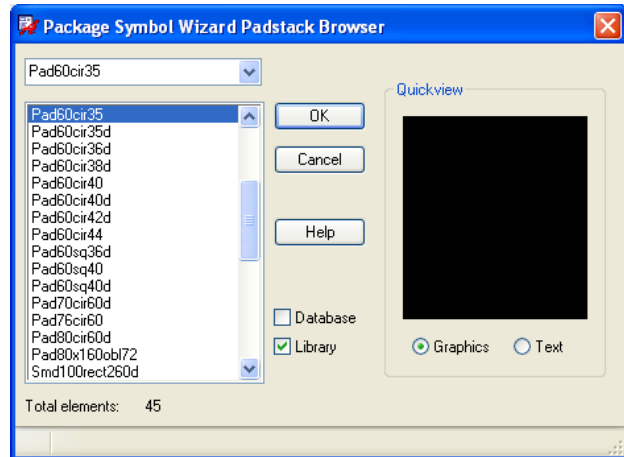 Package Symbol Wizard Padstack Browser
Pad60cir35
Quickview
Pad60cir35
Pad60cir35d
Pad60cir36d
Pad60cir38d
Pad60cir40
Pad60cir40d
Pad60cir42d
Pad60cir44
Pad60sq36d
Pad60sq40
Pad60sq40d
Pad70cir60d
Pad76cir60
Pad80cir60d
Pad80x160obl72
Smd100rect260d
OK
Cancel
Help
Database
Library
Graphics Text
Total elements: 45